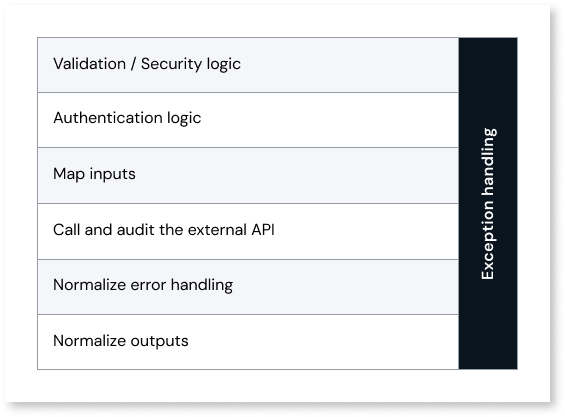 Validation / Security logic
Authentication logic
Map inputs
Call and audit the external API
Normalize error handling
Normalize outputs
Exception handling